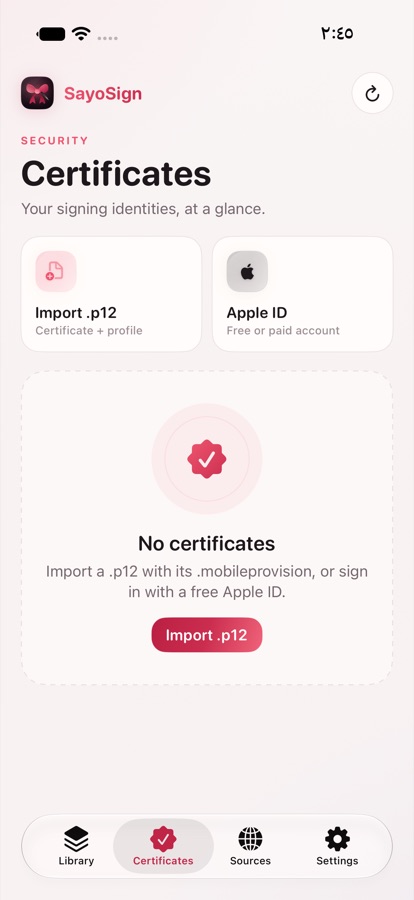 ٢:٤٥
SayoSign
SECURITY
Certificates
Your signing identities, at a glance.
Import .p12
Certificate + profile
Apple ID
Free or paid account
No certificates
Import a .p12 with its .mobileprovision, or sign
in with a free Apple ID.
Import .p12
Library
Certificates
Sources
Settings